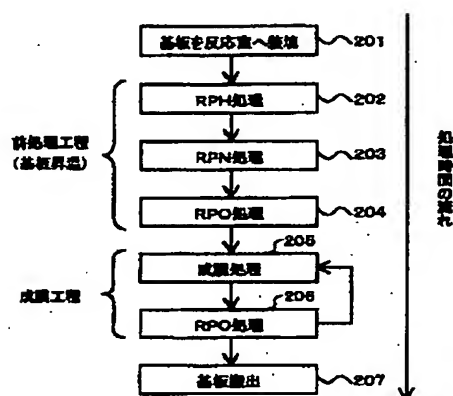 基板を反応室へ装填
201
RPH処理
202
前処理工程
(基板昇温)
RPN処理
203
RPO処理
204
205
成膜処理
成膜工程
206
RPO処理
基板搬出
207
処理時間の流れ